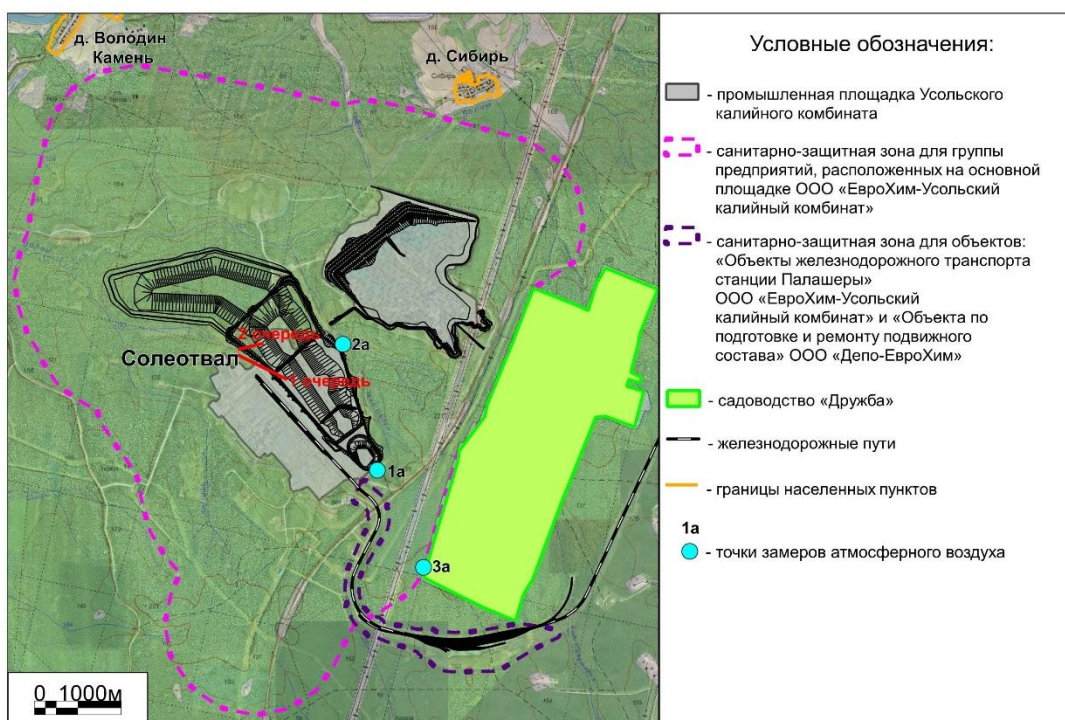 д. Володин
Камень
д. Сибирь
Сибирь
2 очередь
2а
Солеотвал
1 очередь
1а
3а
0 1000м
Условные обозначения:
- промышленная площадка Усольского
калийного комбината
- санитарно-защитная зона для группы
предприятий, расположенных на основной
площадке ООО «ЕвроХим-Усольский
калийный комбинат»
- санитарно-защитная зона для объектов:
«Объекты железнодорожного транспорта
станции Палашеры»
ООО «ЕвроХим-Усольский
калийный комбинат» и «Объекта по
подготовке и ремонту подвижного
состава» ООО «Депо-ЕвроХим»
- садоводство «Дружба»
- железнодорожные пути
- границы населенных пунктов
1а
- точки замеров атмосферного воздуха